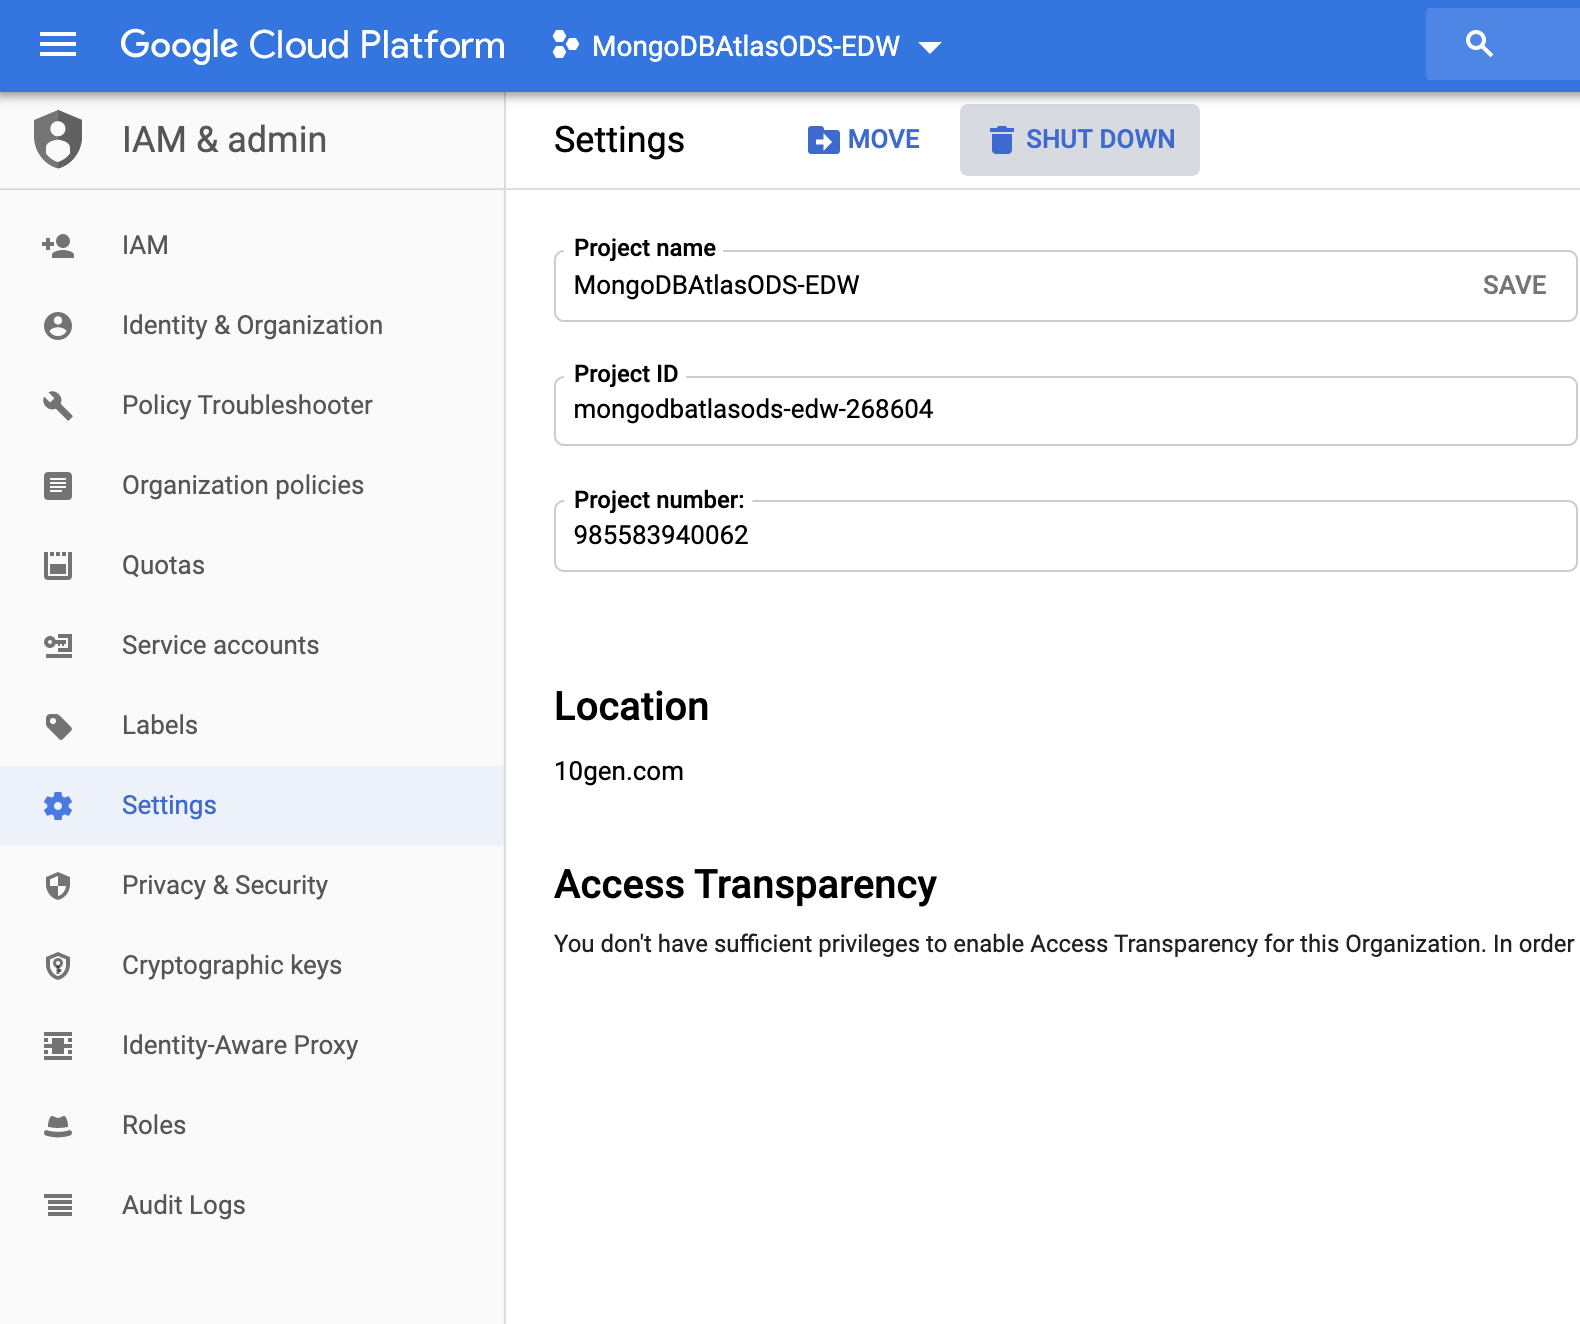 Google Cloud Platform
MongoDBAtlasODS-EDW
IAM & admin
Settings
MOVE
SHUT DOWN
IAM
Identity & Organization
Policy Troubleshooter
Organization policies
Quotas
Service accounts
Labels
Settings
Privacy & Security
Cryptographic keys
Identity-Aware Proxy
Roles
Audit Logs
Project name
MongoDBAtlasODS-EDW
SAVE
Project ID
mongodbatlasods-edw-268604
Project number:
985583940062
Location
10gen.com
Access Transparency
You don't have sufficient privileges to enable Access Transparency for this Organization. In order